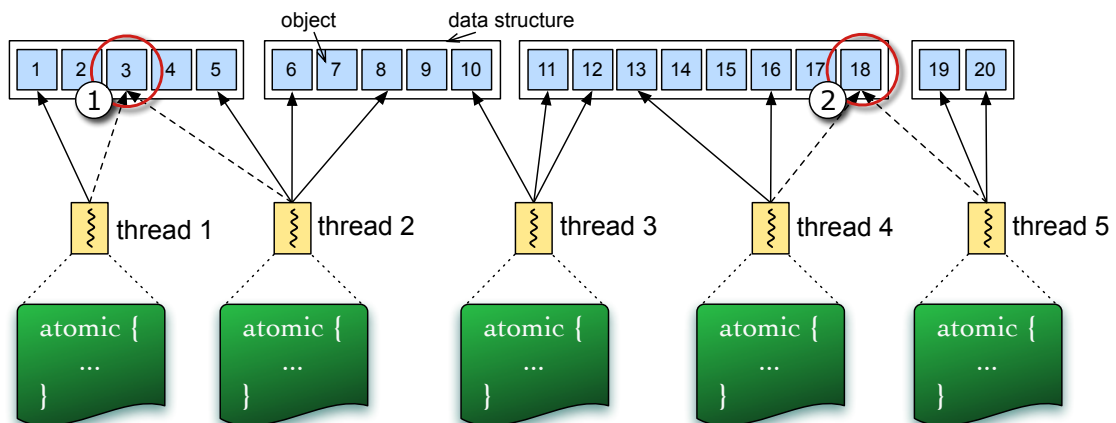 object data structure
1 2 3 4 5 6 7 8 9 10 11 12 13 14 15 16 17 18 19 20
1 2
thread 1 thread 2 thread 3 thread 4 thread 5
atomic { atomic { atomic { atomic { atomic {
... ... ... ... ...
} } } } }